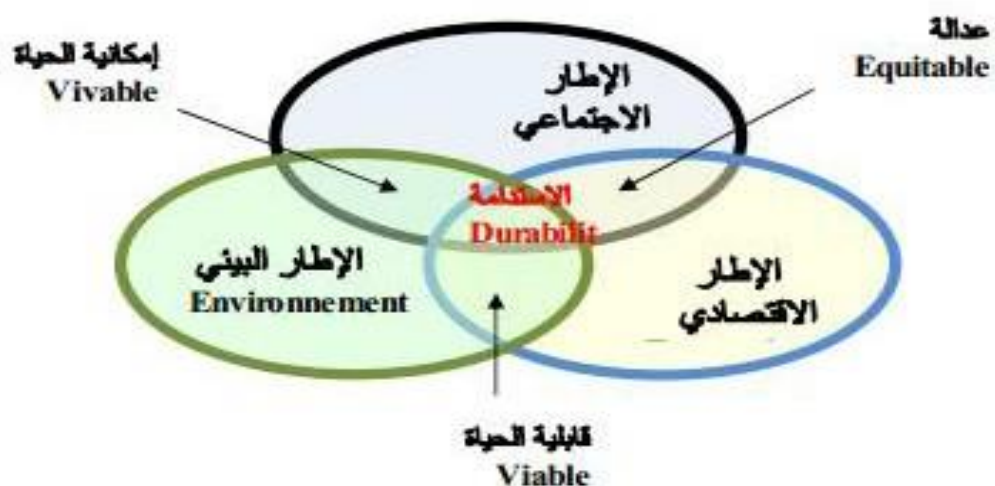 عدالة
Equitable
إمكانية الحياة
Vivable
الإطار
الاجتماعي
الاستدامة
Durabilit
الإطار البيئي
Environnement
الإطار
الاقتصادي
قابلية الحياة
Viable